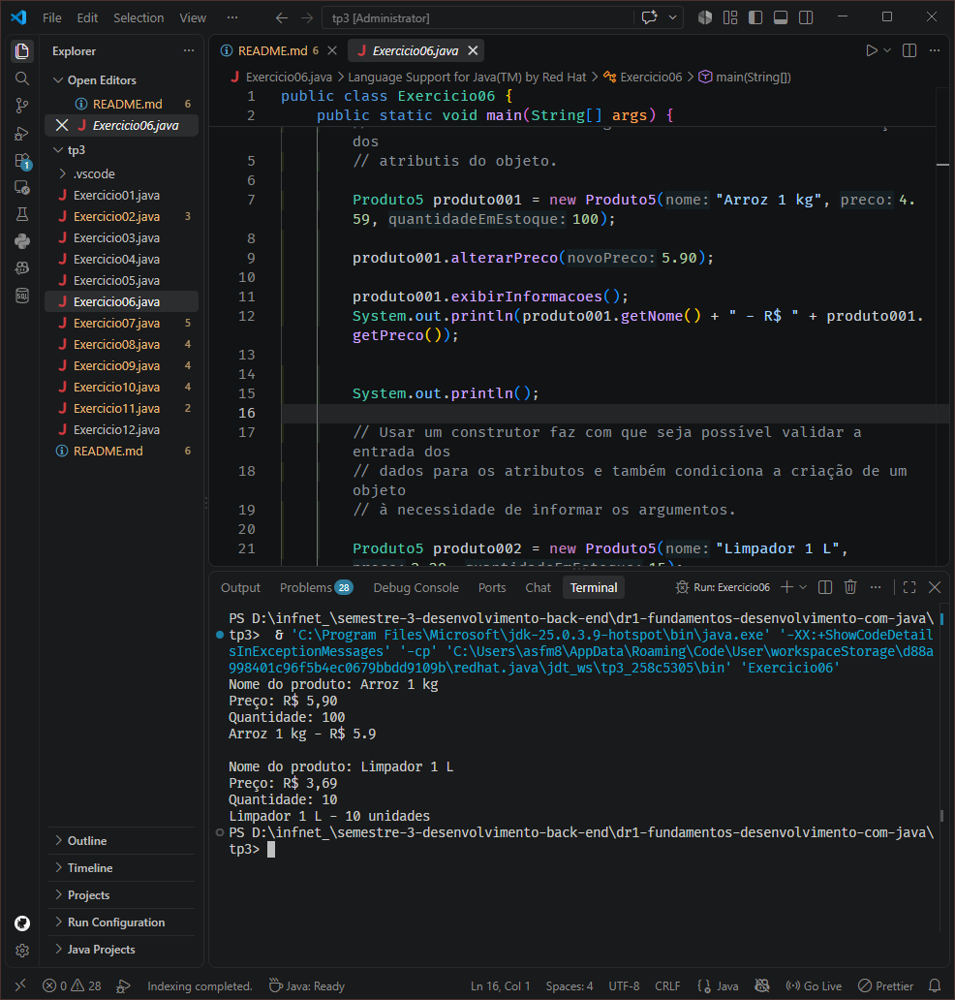 File Edit Selection View ··· tp3 [Administrator]
Explorer ···
Open Editors
README.md 6
Exercicio06.java
tp3
.vscode
Exercicio01.java
Exercicio02.java 3
Exercicio03.java
Exercicio04.java
Exercicio05.java
Exercicio06.java
Exercicio07.java 5
Exercicio08.java 4
Exercicio09.java 4
Exercicio10.java 4
Exercicio11.java 2
Exercicio12.java
README.md 6
Outline
Timeline
Projects
Run Configuration
Java Projects
1
README.md 6 Exercicio06.java
Exercicio06.java > Language Support for Java(TM) by Red Hat > Exercicio06 > main(String[])
1 public class Exercicio06 {
2 public static void main(String[] args) {
dos
5 // atributis do objeto.
6
7 Produto5 produto001 = new Produto5(nome: "Arroz 1 kg", preco: 4.
59, quantidadeEmEstoque: 100);
8
9 produto001.alterarPreco(novoPreco: 5.90);
10
11 produto001.exibirInformacoes();
12 System.out.println(produto001.getNome() + " - R$ " + produto001.
getPreco());
13
14
15 System.out.println();
16
17 // Usar um construtor faz com que seja possível validar a
entrada dos
18 // dados para os atributos e também condiciona a criação de um
objeto
19 // à necessidade de informar os argumentos.
20
21 Produto5 produto002 = new Produto5(nome: "Limpador 1 L",
Output Problems 28 Debug Console Ports Chat Terminal Run: Exercicio06
PS D:\infnet_\semestre-3-desenvolvimento-back-end\dr1-fundamentos-desenvolvimento-com-java\
tp3> & 'C:\Program Files\Microsoft\jdk-25.0.3.9-hotspot\bin\java.exe' '-XX:+ShowCodeDetail
sInExceptionMessages' '-cp' 'C:\Users\asfm8\AppData\Roaming\Code\User\workspaceStorage\d88a
998401c96f5b4ec0679bbdd9109b\redhat.java\jdt_ws\tp3_258c5305\bin' 'Exercicio06'
Nome do produto: Arroz 1 kg
Preço: R$ 5,90
Quantidade: 100
Arroz 1 kg - R$ 5.9
Nome do produto: Limpador 1 L
Preço: R$ 3,69
Quantidade: 10
Limpador 1 L - 10 unidades
PS D:\infnet_\semestre-3-desenvolvimento-back-end\dr1-fundamentos-desenvolvimento-com-java\
tp3>
0 28 Indexing completed. Java: Ready Ln 16, Col 1 Spaces: 4 UTF-8 CRLF {} Java Go Live Prettier